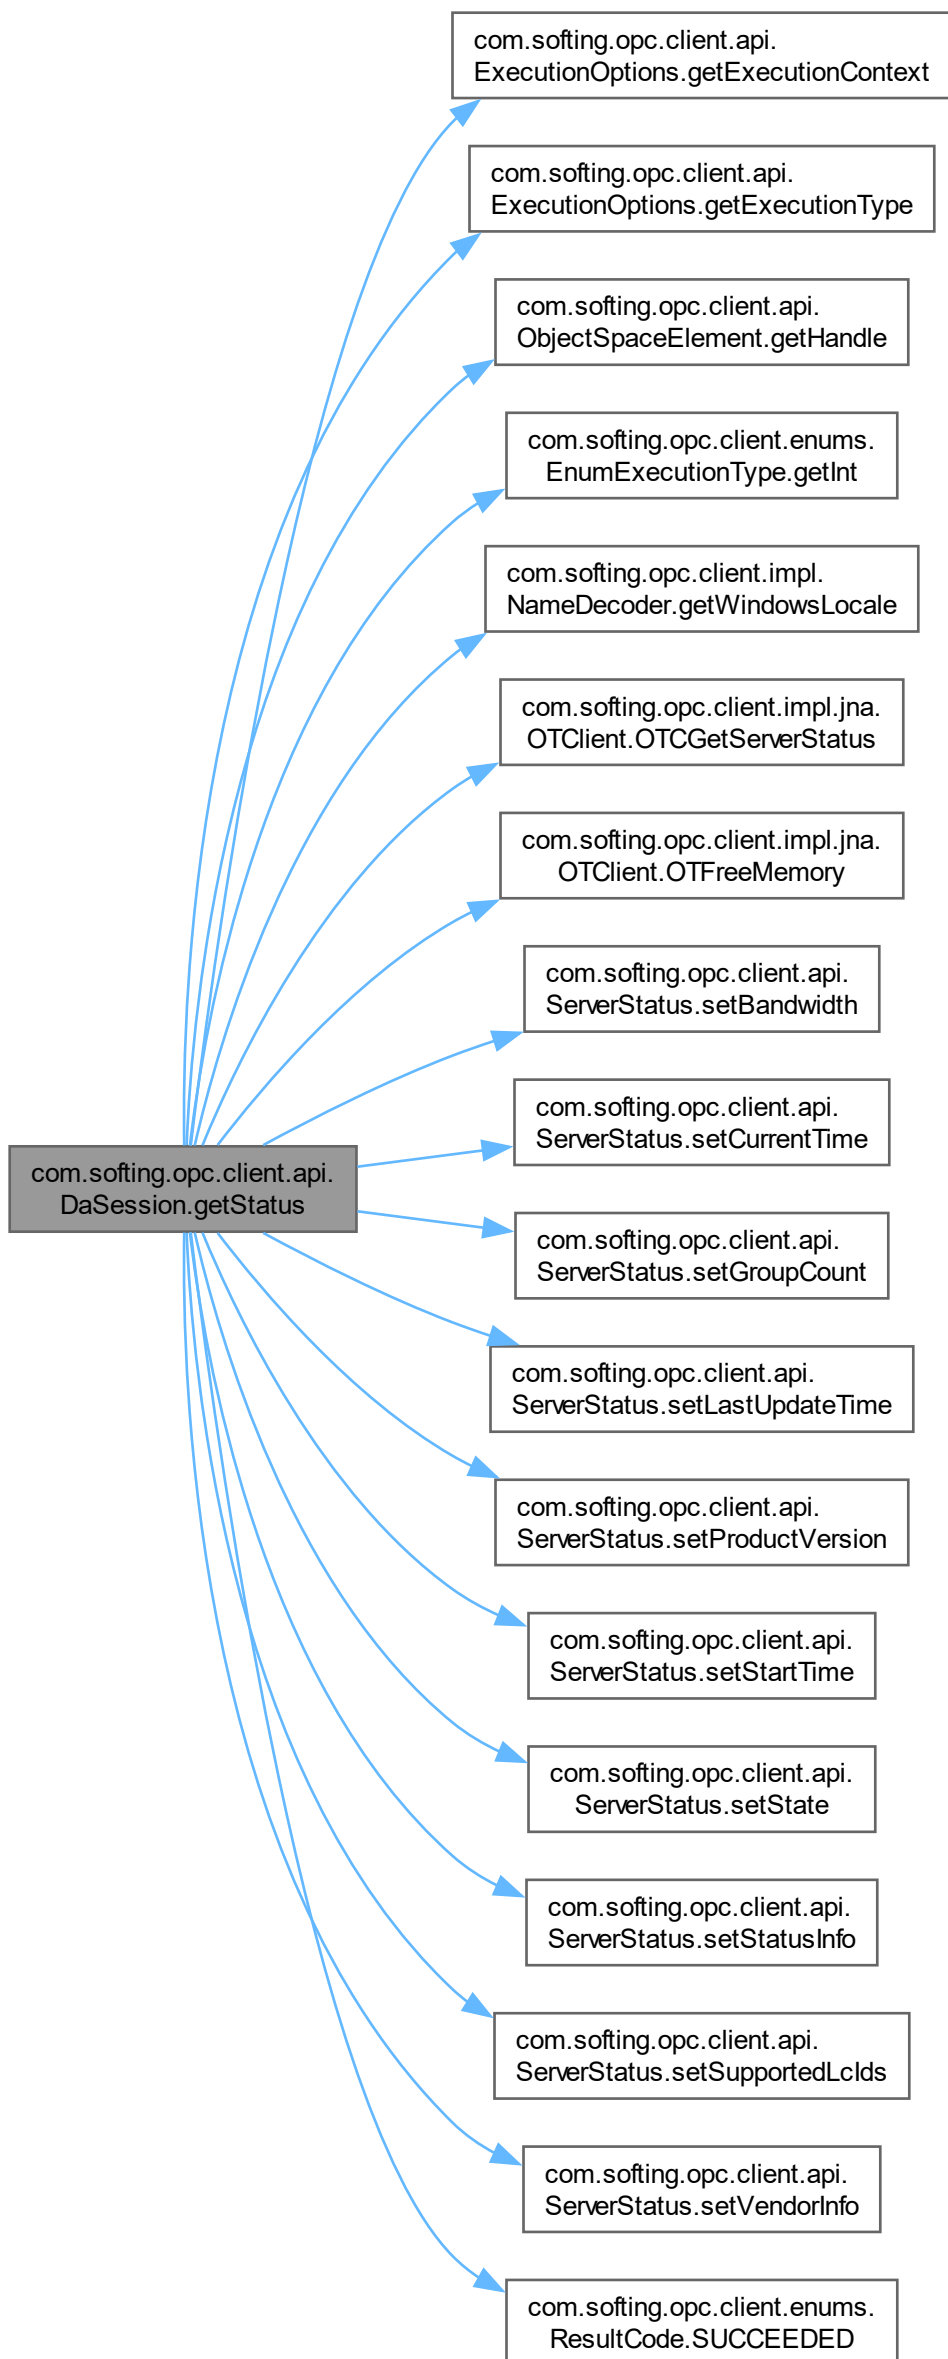 com.softing.opc.client.api.
ExecutionOptions.getExecutionContext
com.softing.opc.client.api.
ExecutionOptions.getExecutionType
com.softing.opc.client.api.
ObjectSpaceElement.getHandle
com.softing.opc.client.enums.
EnumExecutionType.getInt
com.softing.opc.client.impl.
NameDecoder.getWindowsLocale
com.softing.opc.client.impl.jna.
OTClient.OTCGetServerStatus
com.softing.opc.client.impl.jna.
OTClient.OTFreeMemory
com.softing.opc.client.api.
ServerStatus.setBandwidth
com.softing.opc.client.api.
ServerStatus.setCurrentTime
com.softing.opc.client.api.
DaSession.getStatus
com.softing.opc.client.api.
ServerStatus.setGroupCount
com.softing.opc.client.api.
ServerStatus.setLastUpdateTime
com.softing.opc.client.api.
ServerStatus.setProductVersion
com.softing.opc.client.api.
ServerStatus.setStartTime
com.softing.opc.client.api.
ServerStatus.setState
com.softing.opc.client.api.
ServerStatus.setStatusInfo
com.softing.opc.client.api.
ServerStatus.setSupportedLcIds
com.softing.opc.client.api.
ServerStatus.setVendorInfo
com.softing.opc.client.enums.
ResultCode.SUCCEEDED